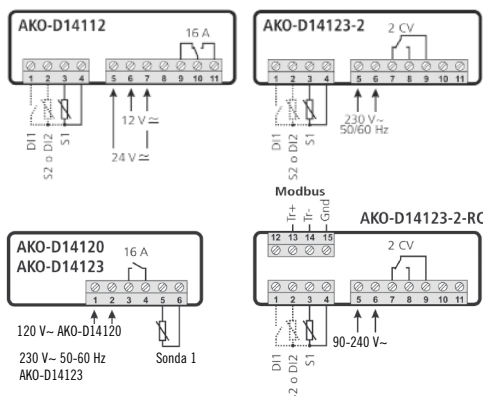 AKO-D14112
16 A
1 2 3 4 5 6 7 8 9 10 11
DI1
S2 o DI2
S1
12 V ≂
24 V ≂
AKO-D14123-2
2 CV
1 2 3 4 5 6 7 8 9 10 11
DI1
S2 o DI2
S1
230 V~
50/60 Hz
AKO-D14120
AKO-D14123
16 A
1 2 3 4 5 6
120 V~ AKO-D14120
230 V~ 50-60 Hz
AKO-D14123
Sonda 1
Modbus
Tr+
Tr-
Gnd
AKO-D14123-2-RC
12 13 14 15
2 CV
1 2 3 4 5 6 7 8 9 10 11
DI1
S2 o DI2
S1
90-240 V~